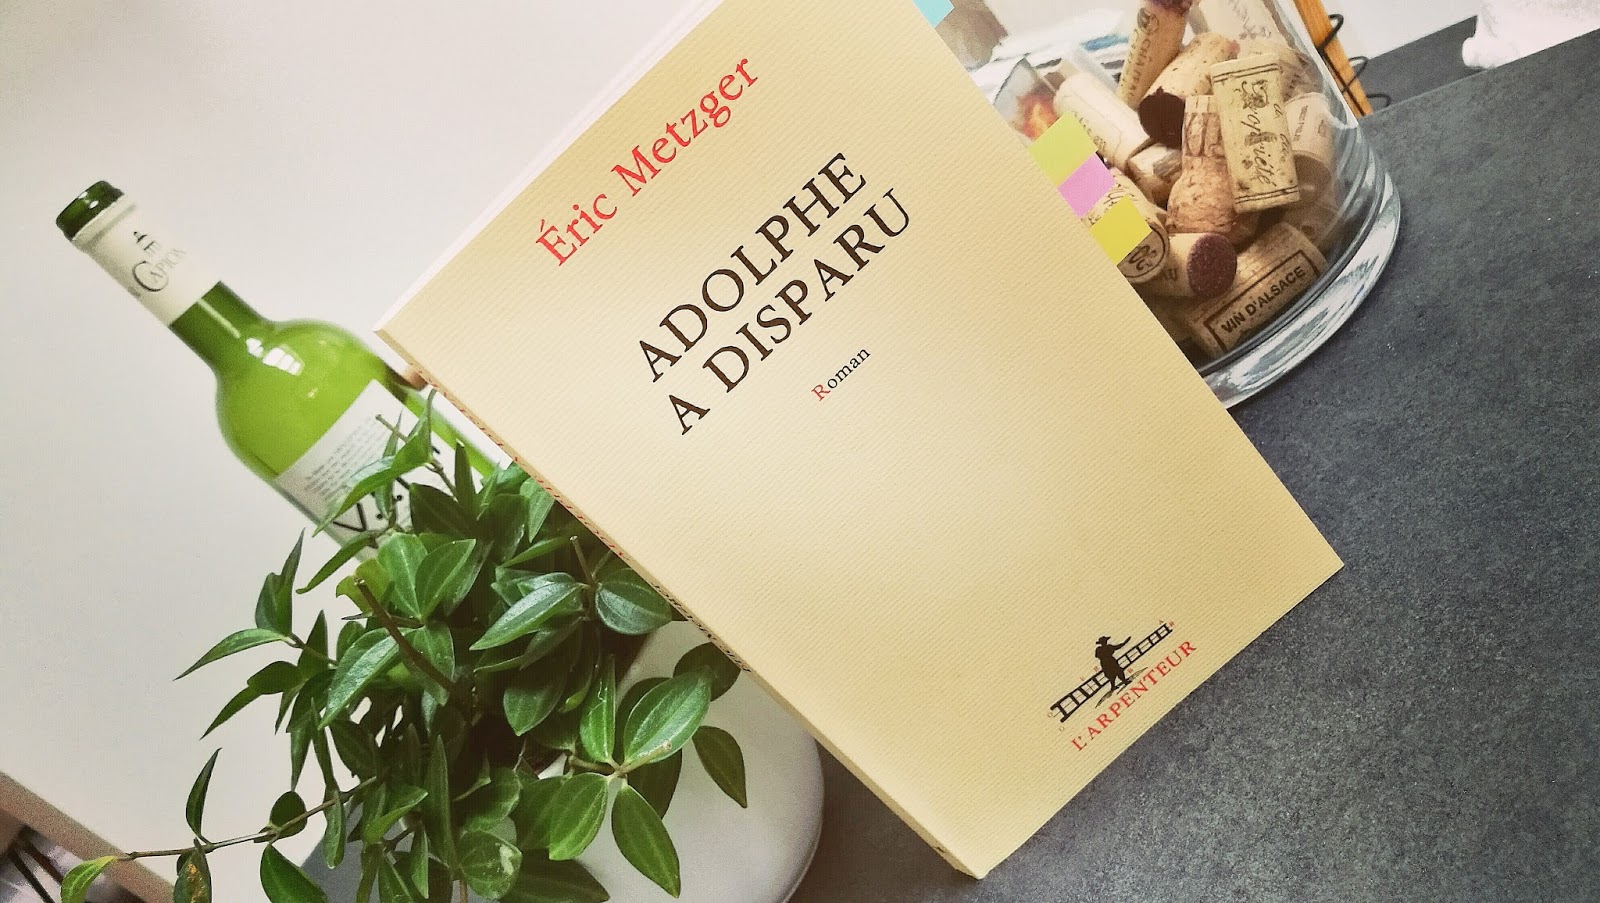 Éric Metzger
ADOLPHE
A DISPARU
Roman
L'ARPENTEUR
VIN D'ALSACE